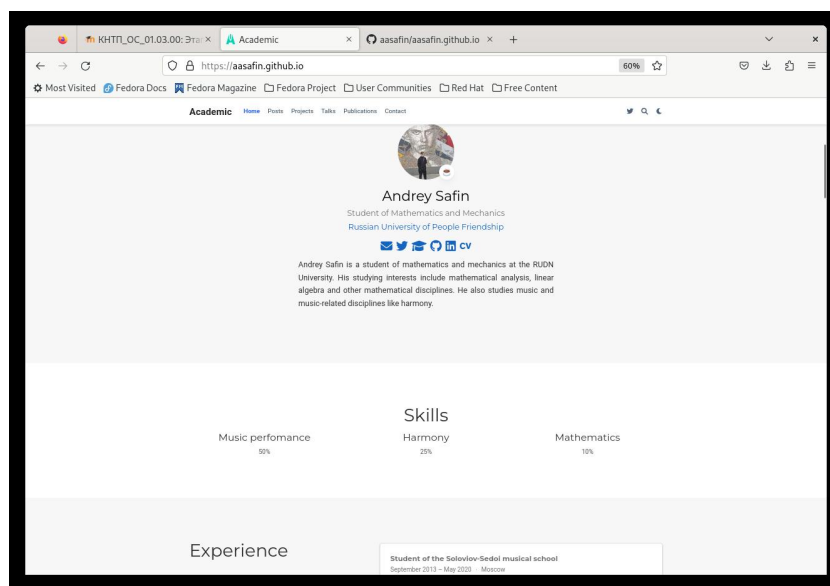 КНТП_ОС_01.03.00: Эта
Academic
aasafin/aasafin.github.io
https://aasafin.github.io
60%
Most Visited Fedora Docs Fedora Magazine Fedora Project User Communities Red Hat Free Content
Academic Home Posts Projects Talks Publications Contact
Andrey Safin
Student of Mathematics and Mechanics
Russian University of People Friendship
CV
Andrey Safin is a student of mathematics and mechanics at the RUDN
University. His studying interests include mathematical analysis, linear
algebra and other mathematical disciplines. He also studies music and
music-related disciplines like harmony.
Skills
Music perfomance Harmony Mathematics
50% 25% 10%
Experience
Student of the Soloviov-Sedoi musical school
September 2013 – May 2020 · Moscow